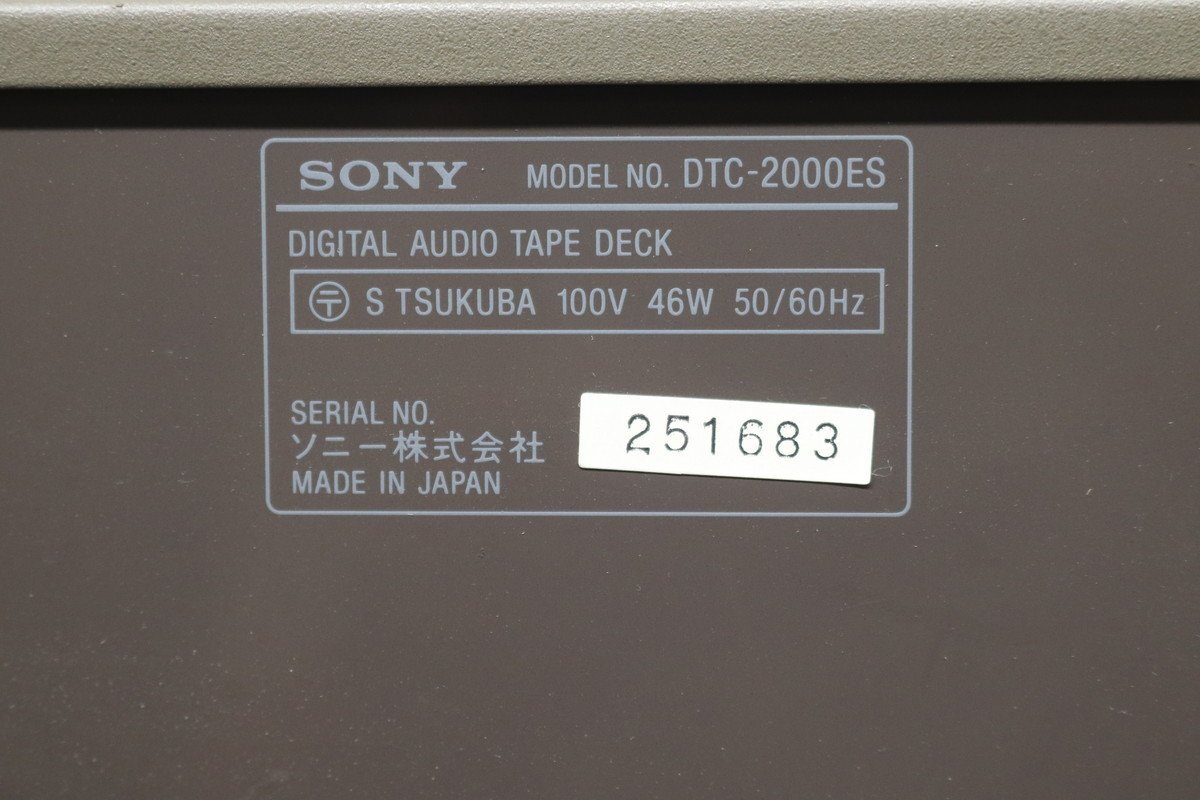 SONY MODEL NO. DTC-2000ES
DIGITAL AUDIO TAPE DECK
〒 S TSUKUBA 100V 46W 50/60Hz
SERIAL NO.
251683
ソニー株式会社
MADE IN JAPAN